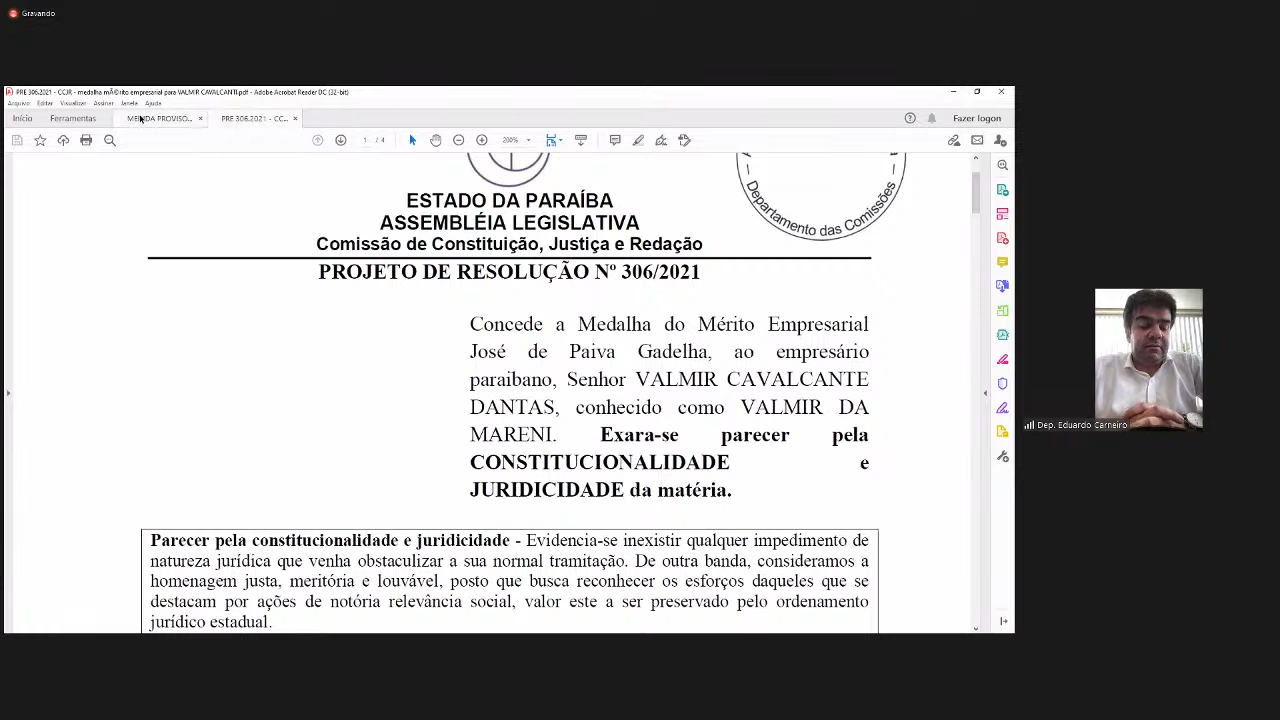 Gravando
PRE 306.2021 - CCJR - medalha mÃ©rito empresarial para VALMIR CAVALCANTI.pdf - Adobe Acrobat Reader DC (32-bit)
Arquivo Editar Visualizar Assinar Janela Ajuda
Início Ferramentas MEDIDA PROVISO... × PRE 306.2021 - CC... × Fazer logon
1 / 4 200%
Departamento das Comissões
ESTADO DA PARAÍBA
ASSEMBLÉIA LEGISLATIVA
Comissão de Constituição, Justiça e Redação
PROJETO DE RESOLUÇÃO Nº 306/2021
Concede a Medalha do Mérito Empresarial
José de Paiva Gadelha, ao empresário
paraibano, Senhor VALMIR CAVALCANTE
DANTAS, conhecido como VALMIR DA
MARENI. Exara-se parecer pela
CONSTITUCIONALIDADE e
JURIDICIDADE da matéria.
Parecer pela constitucionalidade e juridicidade - Evidencia-se inexistir qualquer impedimento de
natureza jurídica que venha obstaculizar a sua normal tramitação. De outra banda, consideramos a
homenagem justa, meritória e louvável, posto que busca reconhecer os esforços daqueles que se
destacam por ações de notória relevância social, valor este a ser preservado pelo ordenamento
jurídico estadual.
Dep. Eduardo Carneiro